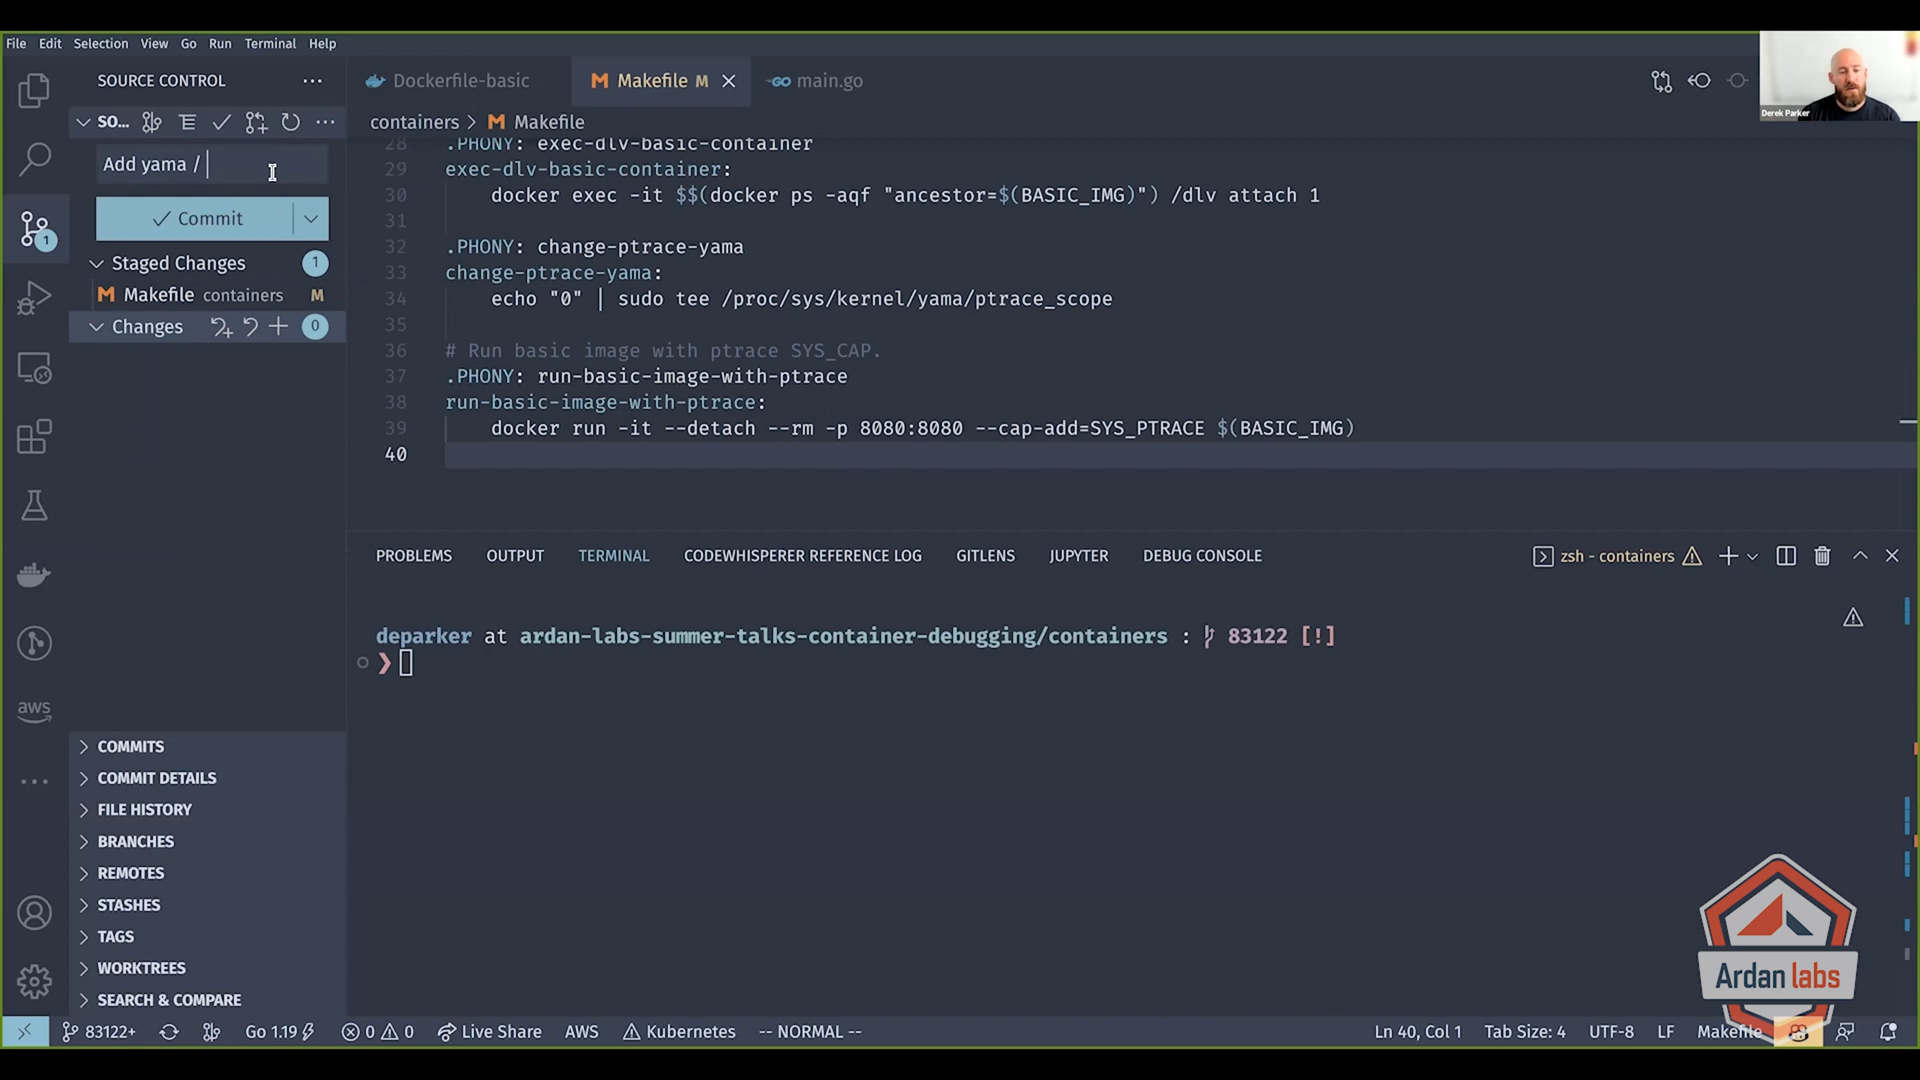 File Edit Selection View Go Run Terminal Help
SOURCE CONTROL
Dockerfile-basic
Makefile M
main.go
Derek Parker
SO...
containers > Makefile
Add yama /
Commit
1
Staged Changes 1
Makefile containers M
Changes 0
28 .PHONY: exec-dlv-basic-container
29 exec-dlv-basic-container:
30 docker exec -it $$(docker ps -aqf "ancestor=$(BASIC_IMG)") /dlv attach 1
31
32 .PHONY: change-ptrace-yama
33 change-ptrace-yama:
34 echo "0" | sudo tee /proc/sys/kernel/yama/ptrace_scope
35
36 # Run basic image with ptrace SYS_CAP.
37 .PHONY: run-basic-image-with-ptrace
38 run-basic-image-with-ptrace:
39 docker run -it --detach --rm -p 8080:8080 --cap-add=SYS_PTRACE $(BASIC_IMG)
40
PROBLEMS OUTPUT TERMINAL CODEWHISPERER REFERENCE LOG GITLENS JUPYTER DEBUG CONSOLE
zsh - containers
deparker at ardan-labs-summer-talks-container-debugging/containers : 83122 [!]
❯
aws
COMMITS
COMMIT DETAILS
FILE HISTORY
BRANCHES
REMOTES
STASHES
TAGS
WORKTREES
SEARCH & COMPARE
Ardan labs
83122+ Go 1.19 0 0 Live Share AWS Kubernetes -- NORMAL -- Ln 40, Col 1 Tab Size: 4 UTF-8 LF Makefile